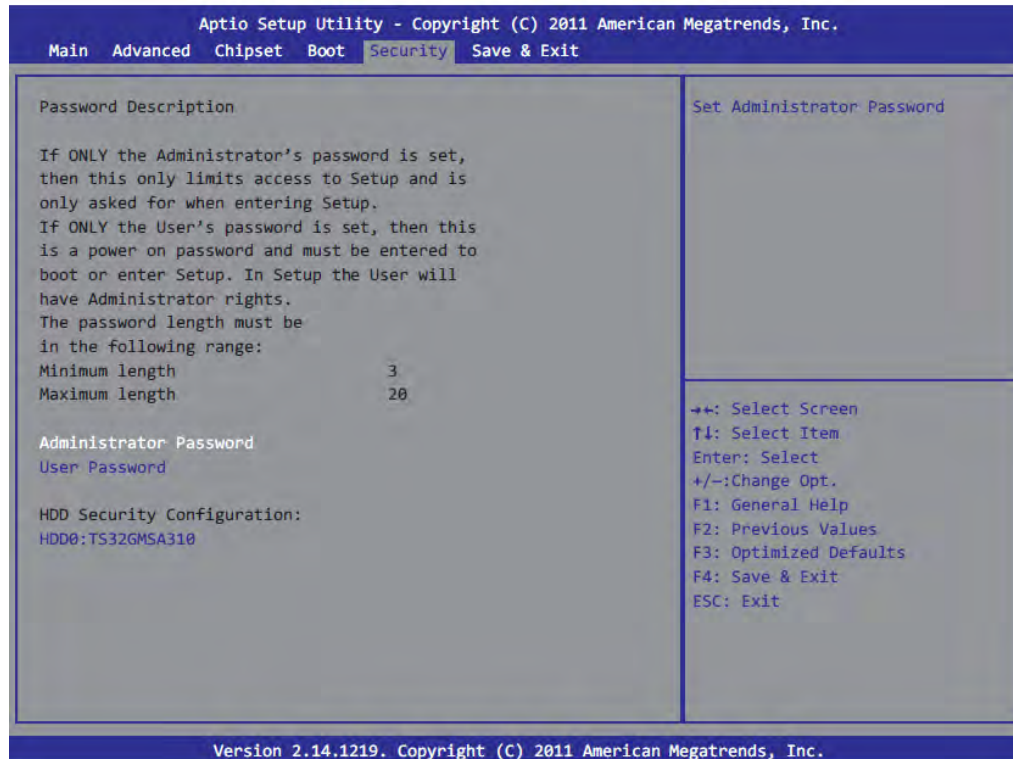 Aptio Setup Utility - Copyright (C) 2011 American Megatrends, Inc.
Main Advanced Chipset Boot Security Save & Exit
Password Description
If ONLY the Administrator's password is set,
then this only limits access to Setup and is
only asked for when entering Setup.
If ONLY the User's password is set, then this
is a power on password and must be entered to
boot or enter Setup. In Setup the User will
have Administrator rights.
The password length must be
in the following range:
Minimum length 3
Maximum length 20
Administrator Password
User Password
HDD Security Configuration:
HDD0:TS32GMSA310
Set Administrator Password
→←: Select Screen
↑↓: Select Item
Enter: Select
+/−:Change Opt.
F1: General Help
F2: Previous Values
F3: Optimized Defaults
F4: Save & Exit
ESC: Exit
Version 2.14.1219. Copyright (C) 2011 American Megatrends, Inc.